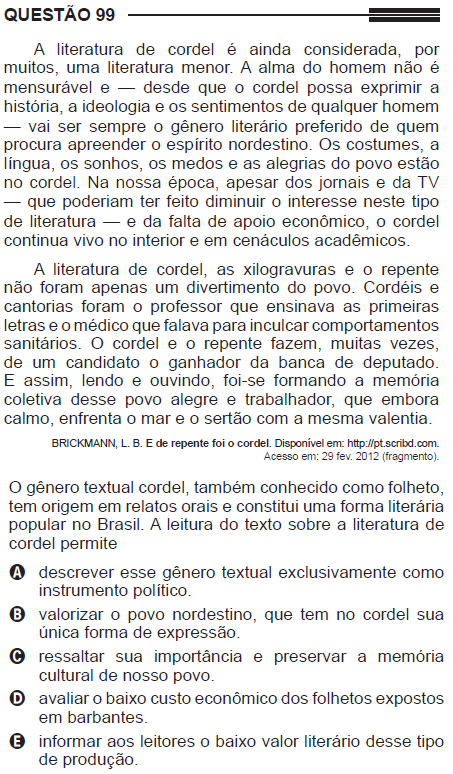 QUESTÃO 99
A literatura de cordel é ainda considerada, por
muitos, uma literatura menor. A alma do homem não é
mensurável e — desde que o cordel possa exprimir a
história, a ideologia e os sentimentos de qualquer homem
— vai ser sempre o gênero literário preferido de quem
procura apreender o espírito nordestino. Os costumes, a
língua, os sonhos, os medos e as alegrias do povo estão
no cordel. Na nossa época, apesar dos jornais e da TV
— que poderiam ter feito diminuir o interesse neste tipo
de literatura — e da falta de apoio econômico, o cordel
continua vivo no interior e em cenáculos acadêmicos.
A literatura de cordel, as xilogravuras e o repente
não foram apenas um divertimento do povo. Cordéis e
cantorias foram o professor que ensinava as primeiras
letras e o médico que falava para inculcar comportamentos
sanitários. O cordel e o repente fazem, muitas vezes,
de um candidato o ganhador da banca de deputado.
E assim, lendo e ouvindo, foi-se formando a memória
coletiva desse povo alegre e trabalhador, que embora
calmo, enfrenta o mar e o sertão com a mesma valentia.
BRICKMANN, L. B. E de repente foi o cordel. Disponível em: http://pt.scribd.com.
Acesso em: 29 fev. 2012 (fragmento).
O gênero textual cordel, também conhecido como folheto,
tem origem em relatos orais e constitui uma forma literária
popular no Brasil. A leitura do texto sobre a literatura de
cordel permite
A descrever esse gênero textual exclusivamente como
instrumento político.
B valorizar o povo nordestino, que tem no cordel sua
única forma de expressão.
C ressaltar sua importância e preservar a memória
cultural de nosso povo.
D avaliar o baixo custo econômico dos folhetos expostos
em barbantes.
E informar aos leitores o baixo valor literário desse tipo
de produção.